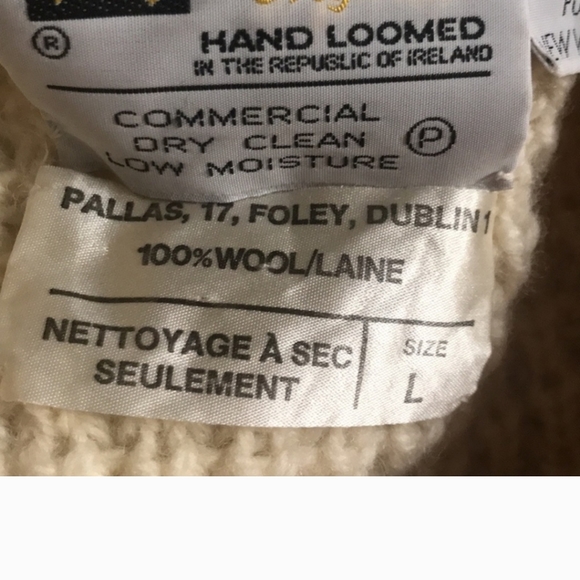 ®
HAND LOOMED
IN THE REPUBLIC OF IRELAND
COMMERCIAL
DRY CLEAN
LOW MOISTURE
P
PALLAS, 17, FOLEY, DUBLIN 1
100%WOOL/LAINE
NETTOYAGE À SEC
SEULEMENT
SIZE
L